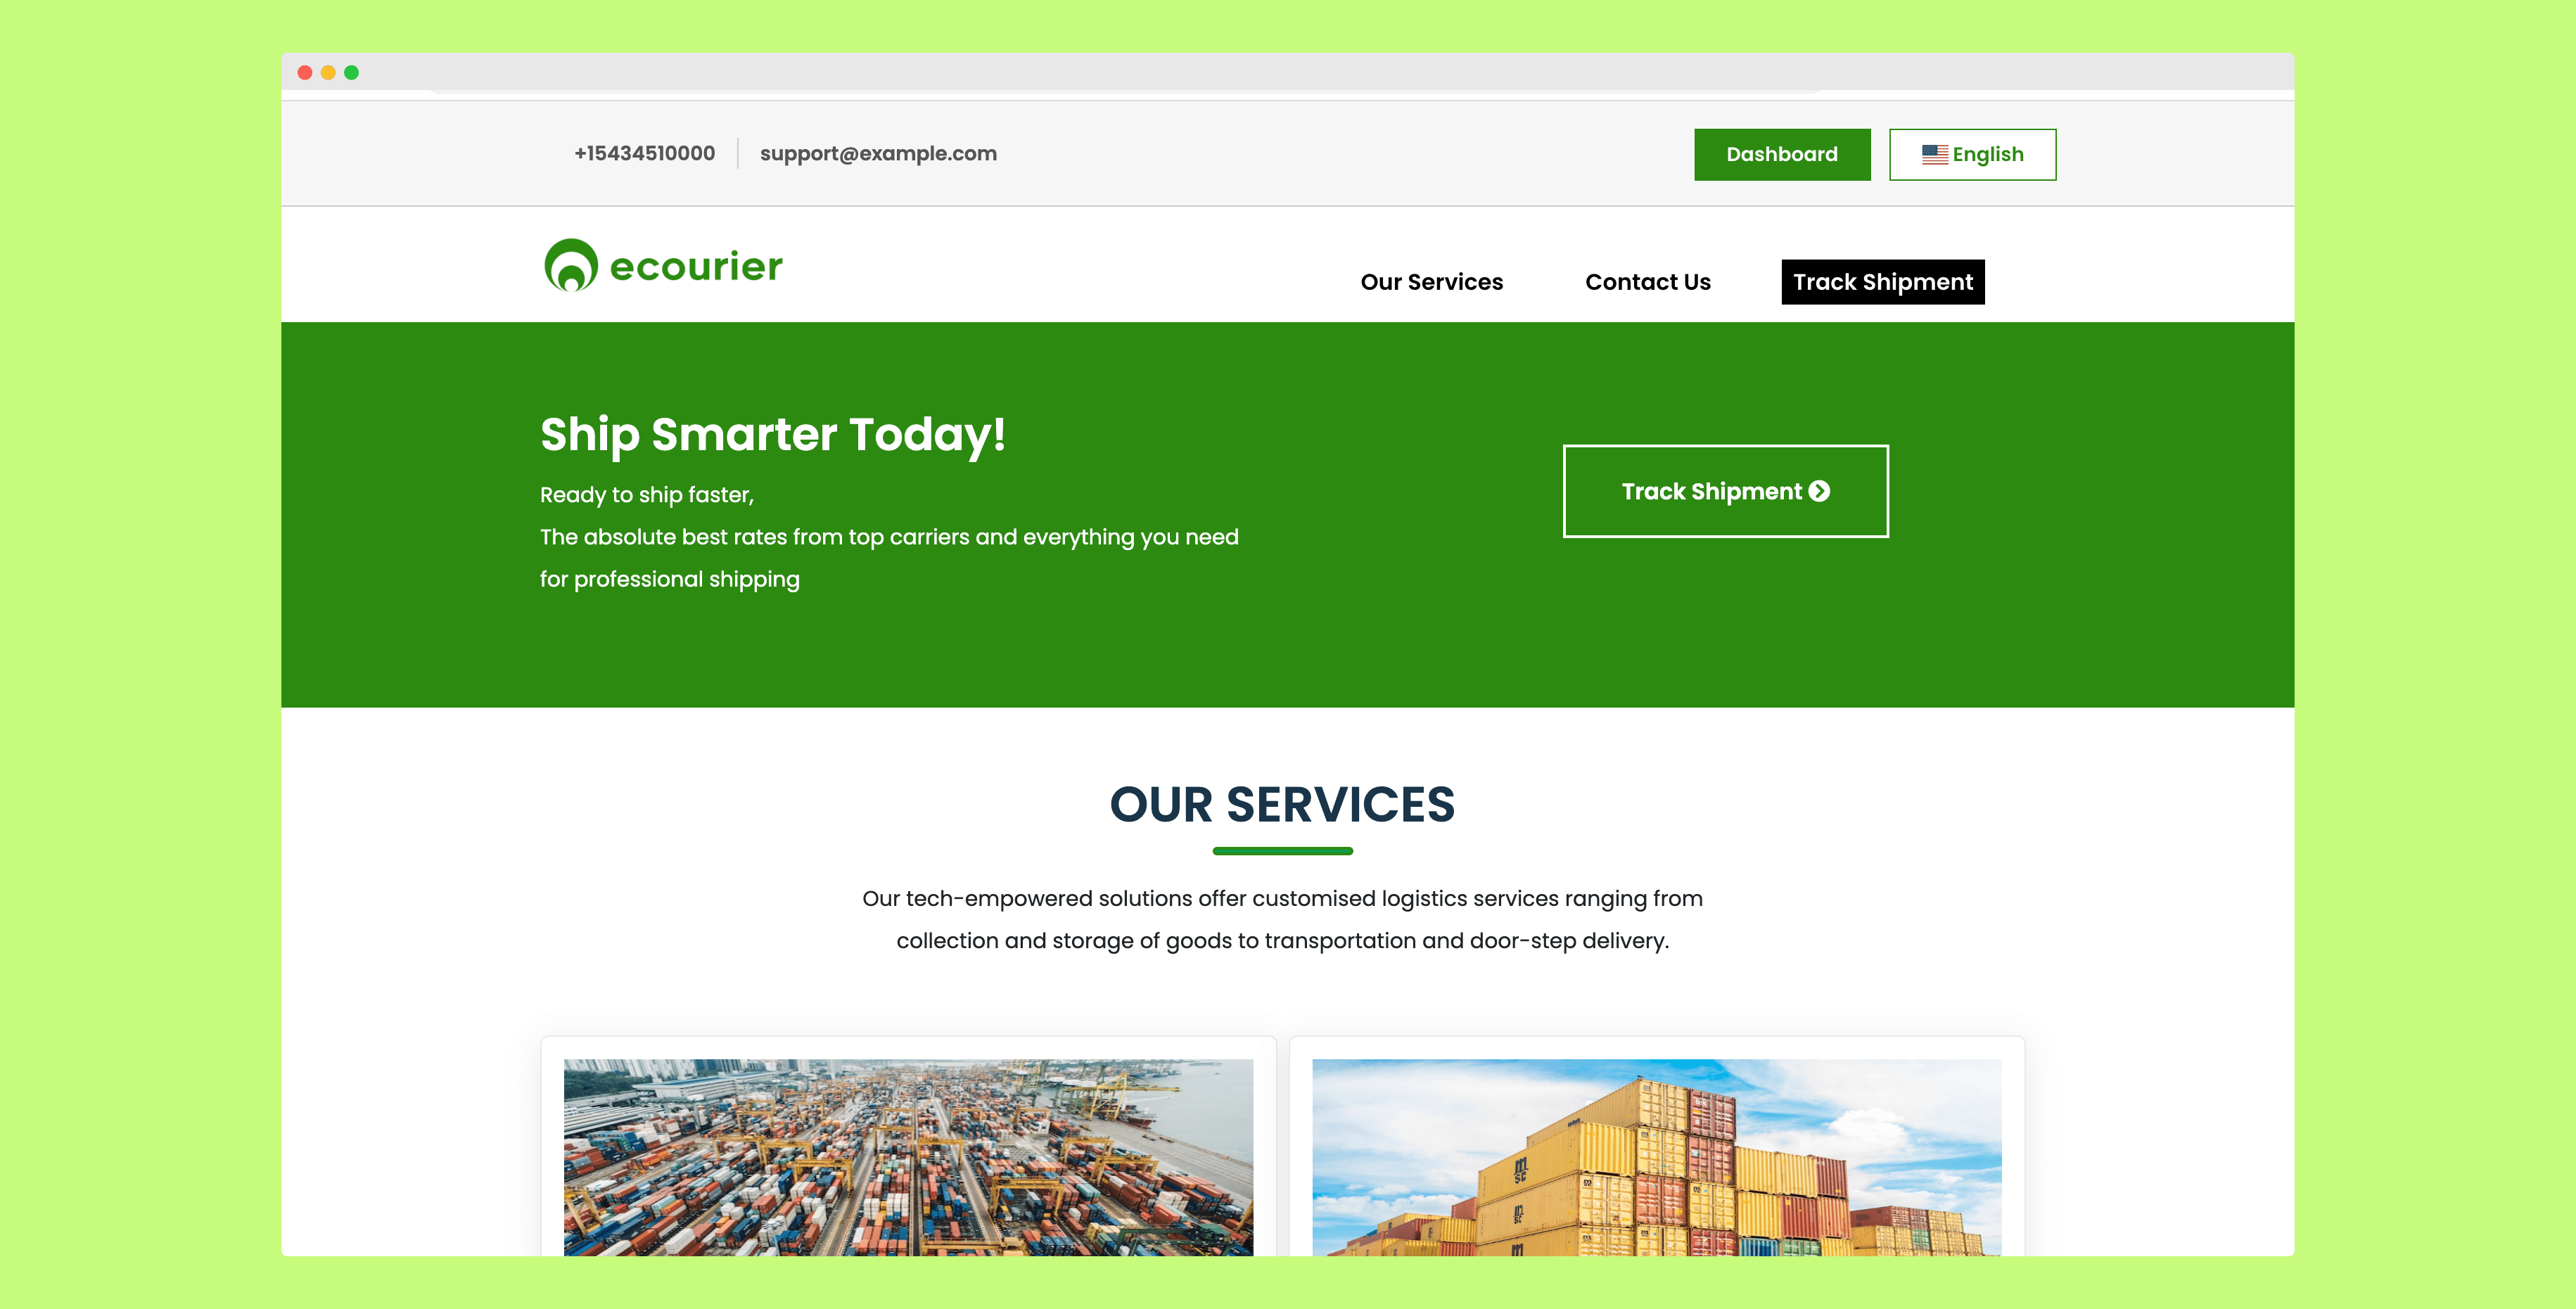 +15434510000
support@example.com
Dashboard
English
ecourier
Our Services
Contact Us
Track Shipment
Ship Smarter Today!
Ready to ship faster,
The absolute best rates from top carriers and everything you need
for professional shipping
Track Shipment
OUR SERVICES
Our tech-empowered solutions offer customised logistics services ranging from
collection and storage of goods to transportation and door-step delivery.